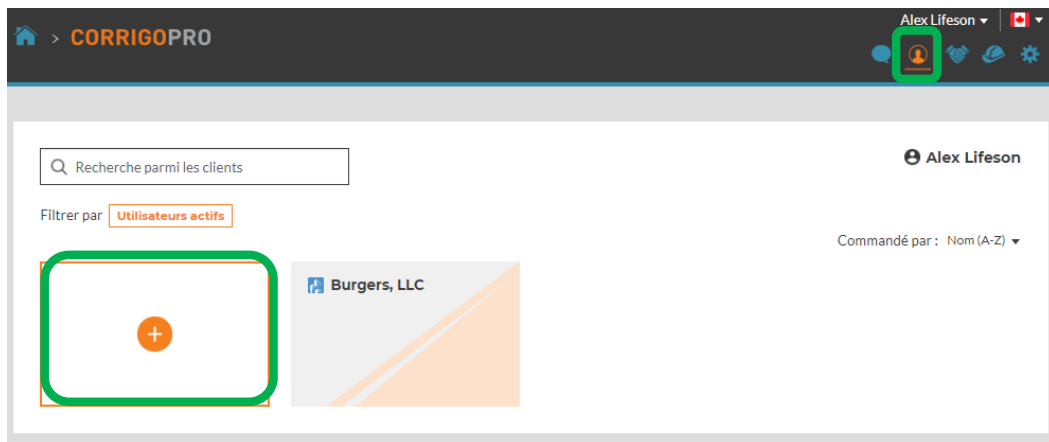 Alex Lifeson
> CORRIGOPRO
Recherche parmi les clients
Alex Lifeson
Filtrer par Utilisateurs actifs
Commandé par : Nom (A-Z)
Burgers, LLC
+